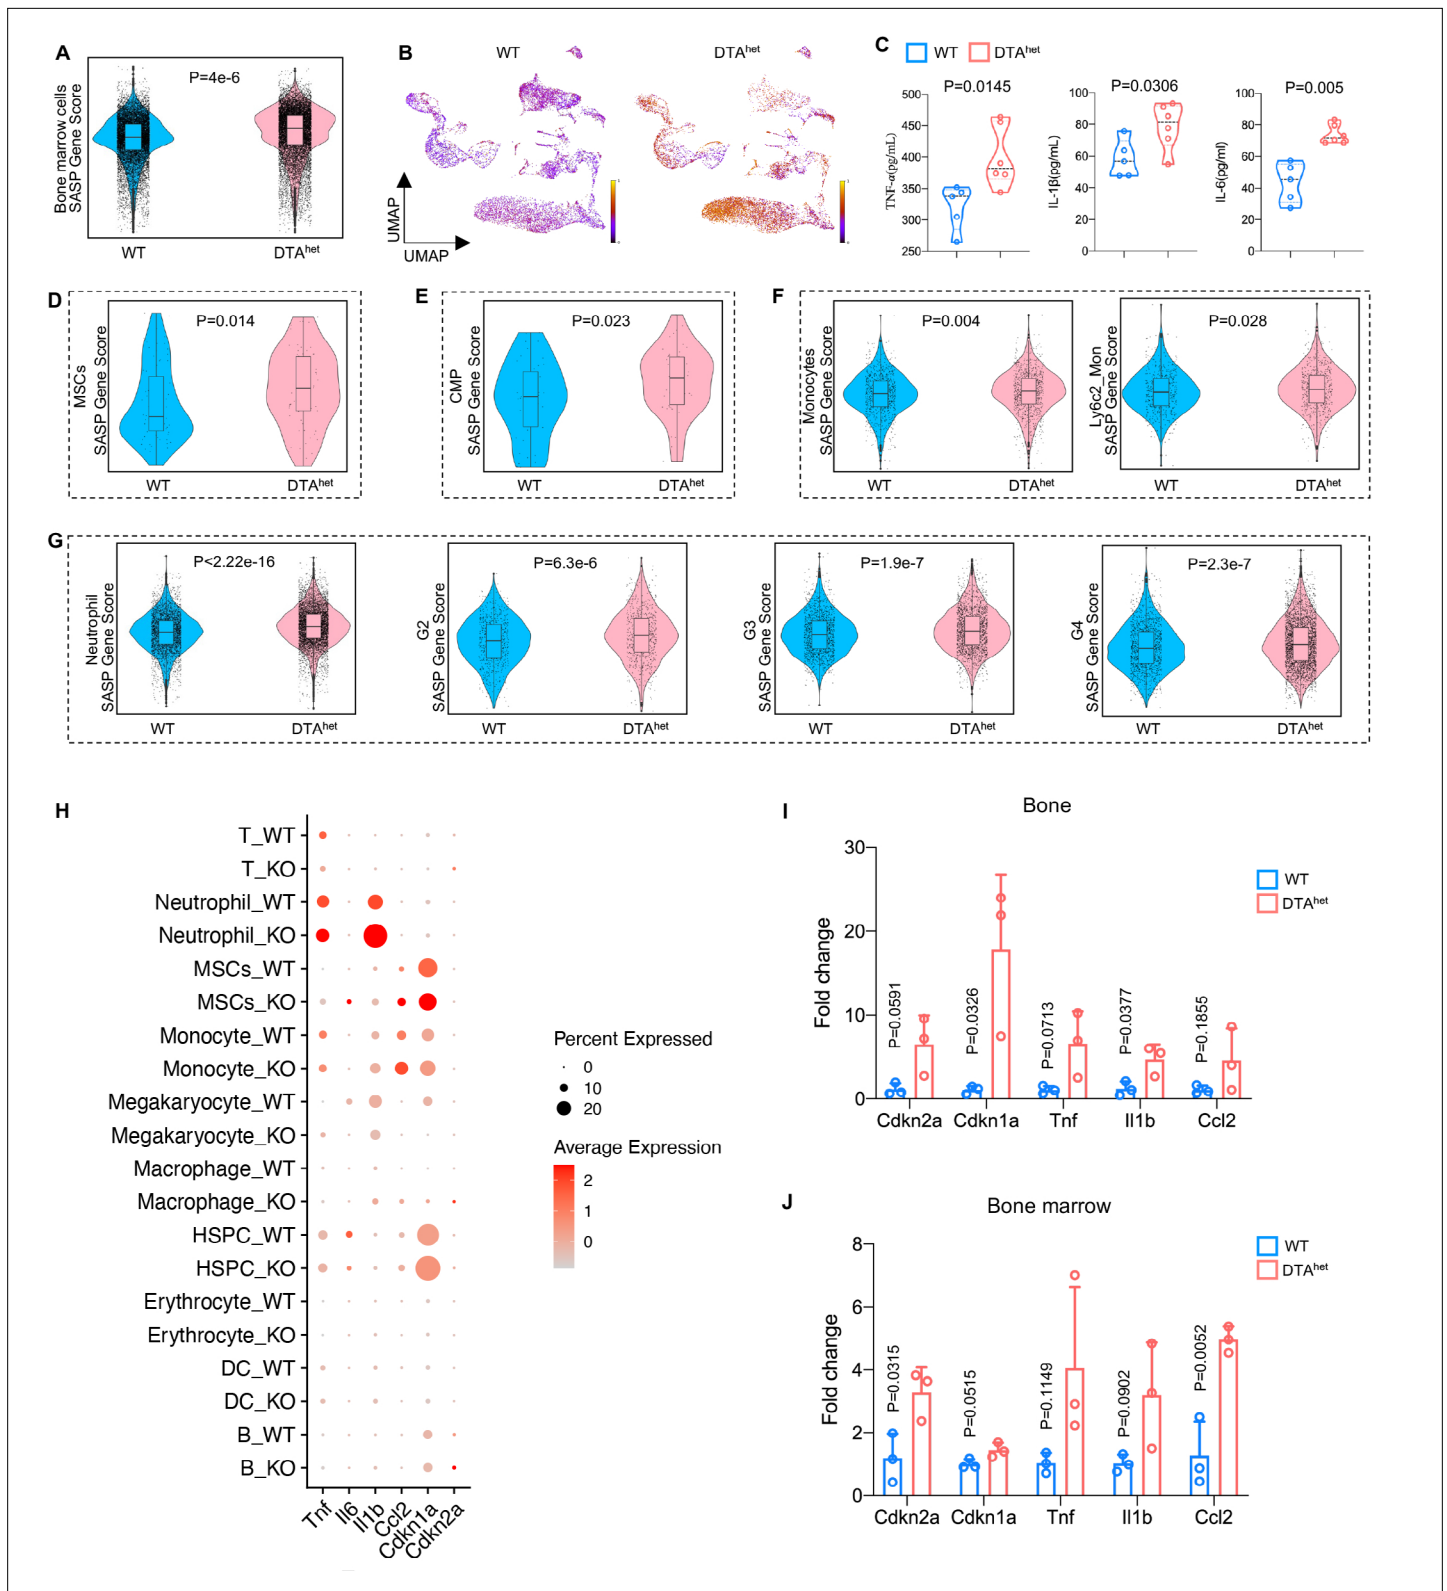 A
P=4e-6
Bone marrow cells
SASP Gene Score
WT
DTAhet
B
WT
DTAhet
UMAP
UMAP
1
0
1
0
C
WT
DTAhet
P=0.0145
TNF-α(pg/mL)
500
450
400
350
300
250
P=0.0306
IL-1β(pg/mL)
100
80
60
40
20
0
P=0.005
IL-6(pg/ml)
100
80
60
40
20
0
D
P=0.014
MSCs
SASP Gene Score
WT
DTAhet
E
P=0.023
CMP
SASP Gene Score
WT
DTAhet
F
P=0.004
Monocytes
SASP Gene Score
WT
DTAhet
P=0.028
Ly6c2_Mon
SASP Gene Score
WT
DTAhet
G
P<2.22e-16
Neutrophil
SASP Gene Score
WT
DTAhet
P=6.3e-6
G2
SASP Gene Score
WT
DTAhet
P=1.9e-7
G3
SASP Gene Score
WT
DTAhet
P=2.3e-7
G4
SASP Gene Score
WT
DTAhet
H
T_WT
T_KO
Neutrophil_WT
Neutrophil_KO
MSCs_WT
MSCs_KO
Monocyte_WT
Monocyte_KO
Megakaryocyte_WT
Megakaryocyte_KO
Macrophage_WT
Macrophage_KO
HSPC_WT
HSPC_KO
Erythrocyte_WT
Erythrocyte_KO
DC_WT
DC_KO
B_WT
B_KO
Tnf
Il6
Il1b
Ccl2
Cdkn1a
Cdkn2a
Percent Expressed
0
10
20
Average Expression
2
1
0
I
Bone
Fold change
30
20
10
0
P=0.0591
P=0.0326
P=0.0713
P=0.0377
P=0.1855
Cdkn2a
Cdkn1a
Tnf
Il1b
Ccl2
WT
DTAhet
J
Bone marrow
Fold change
8
6
4
2
0
P=0.0315
P=0.0515
P=0.1149
P=0.0902
P=0.0052
Cdkn2a
Cdkn1a
Tnf
Il1b
Ccl2
WT
DTAhet